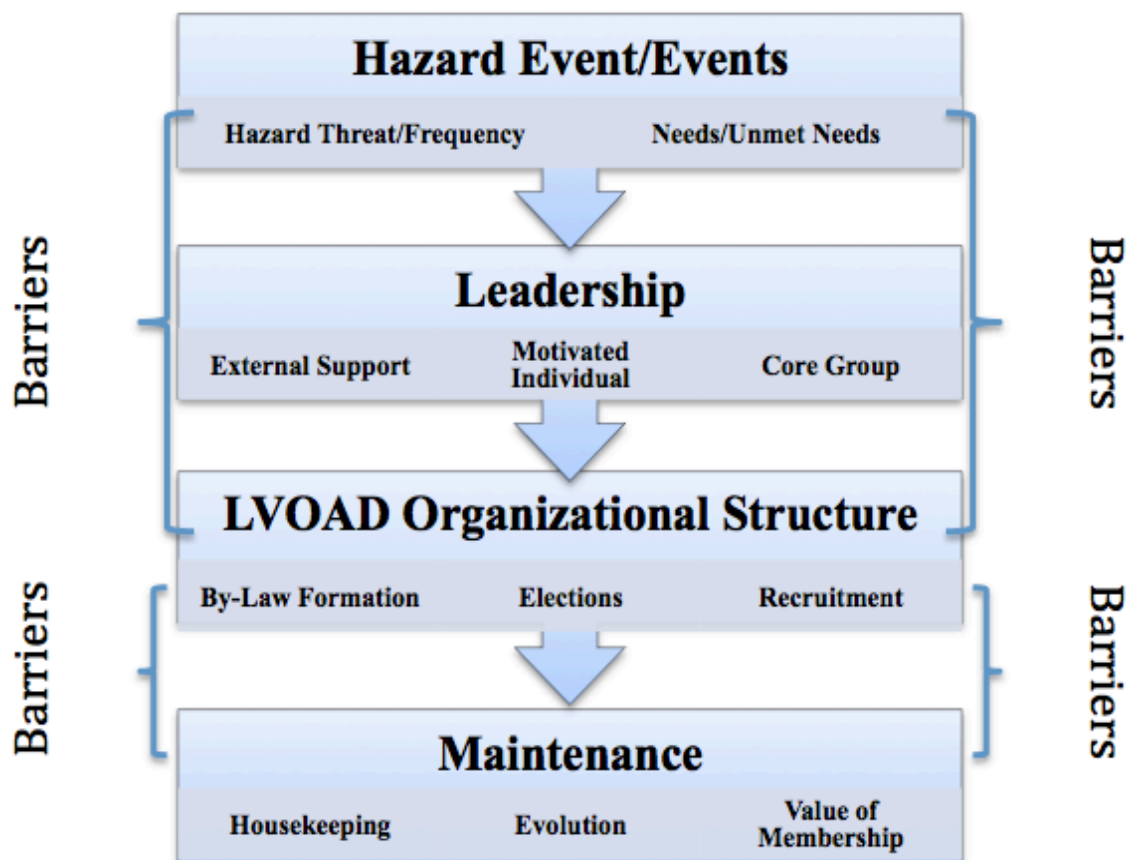 Hazard Event/Events
Hazard Threat/Frequency Needs/Unmet Needs
Barriers
Barriers
Leadership
External Support Motivated Individual Core Group
LVOAD Organizational Structure
By-Law Formation Elections Recruitment
Barriers
Barriers
Maintenance
Housekeeping Evolution Value of Membership